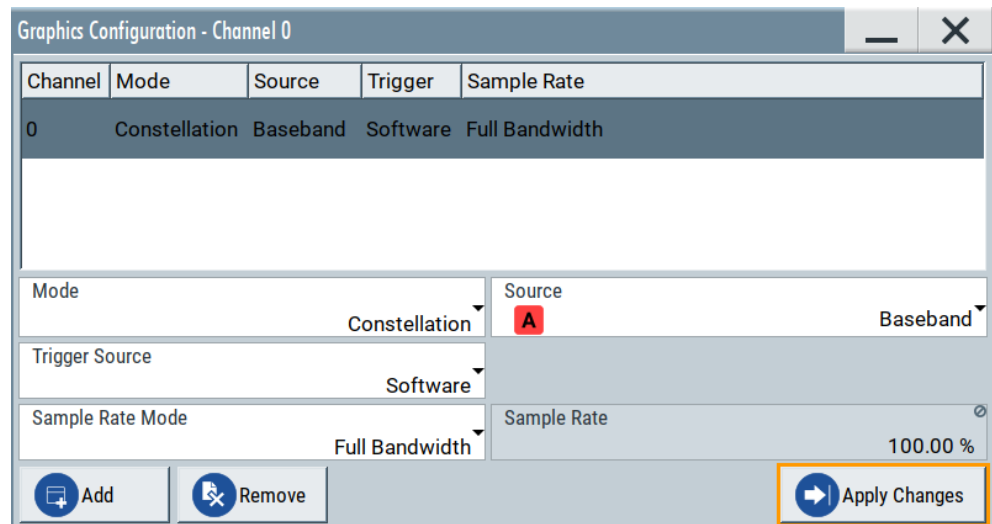 Graphics Configuration - Channel 0
Channel Mode Source Trigger Sample Rate
0 Constellation Baseband Software Full Bandwidth
Mode
Constellation
Source
A Baseband
Trigger Source
Software
Sample Rate Mode
Full Bandwidth
Sample Rate
100.00 %
Add Remove Apply Changes